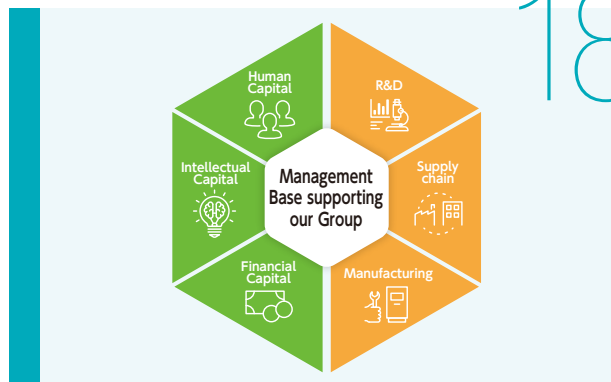 18
Human
Capital
R&D
Intellectual
Capital
Management
Base supporting
our Group
Supply
chain
Financial
Capital
Manufacturing